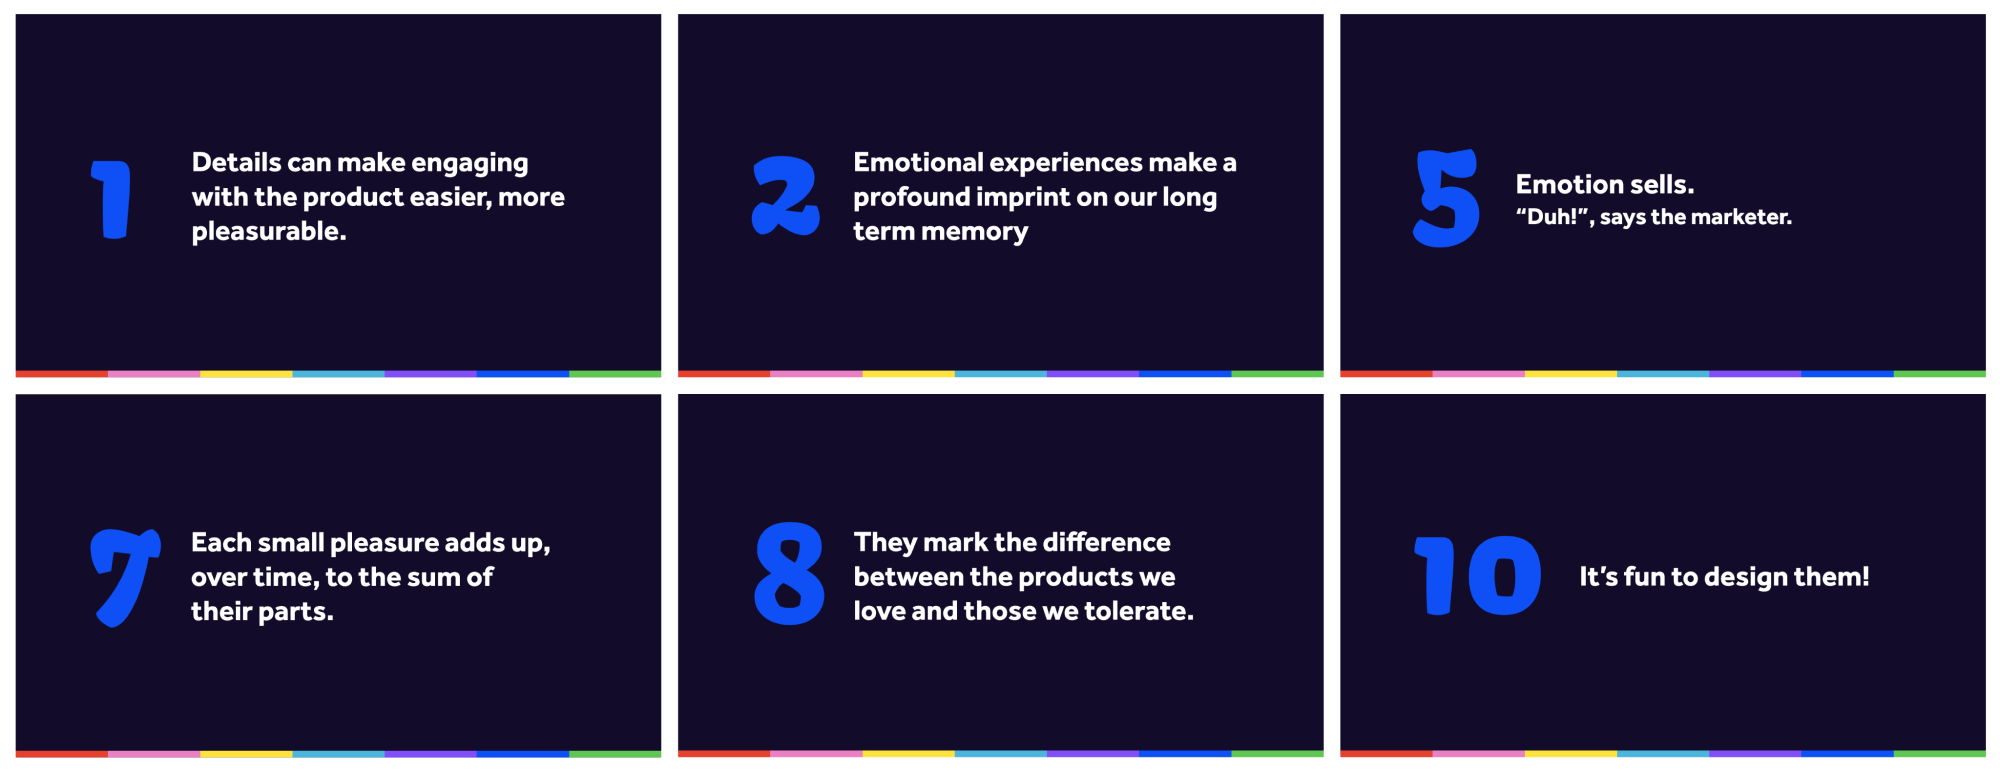 1
Details can make engaging
with the product easier, more
pleasurable.
2
Emotional experiences make a
profound imprint on our long
term memory
5
Emotion sells.
“Duh!”, says the marketer.
7
Each small pleasure adds up,
over time, to the sum of
their parts.
8
They mark the difference
between the products we
love and those we tolerate.
10
It’s fun to design them!